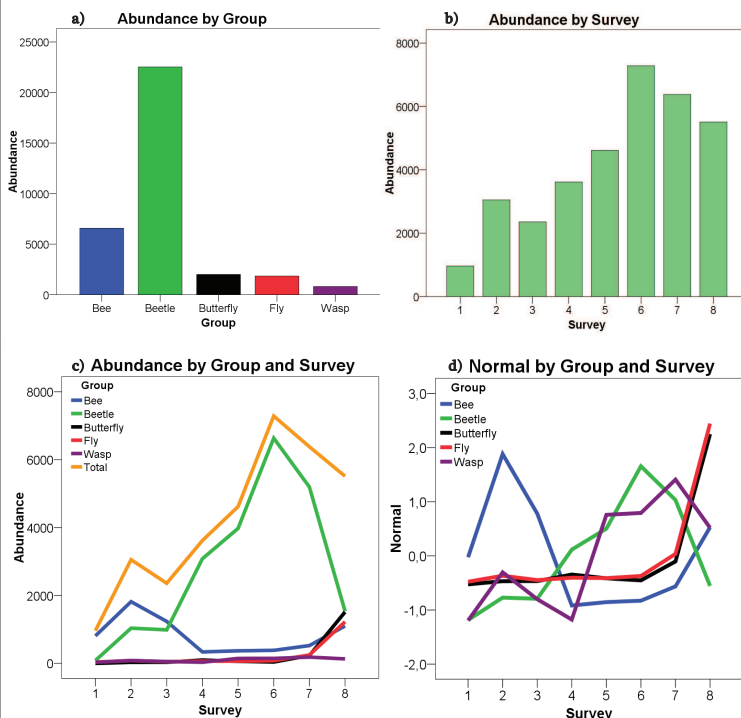 a) Abundance by Group
25000
20000
15000
10000
5000
0
Abundance
Bee Beetle Butterfly Fly Wasp
Group
b) Abundance by Survey
8000
6000
4000
2000
0
Abundance
1 2 3 4 5 6 7 8
Survey
c) Abundance by Group and Survey
Group
Bee
Beetle
Butterfly
Fly
Wasp
Total
8000
6000
4000
2000
0
Abundance
1 2 3 4 5 6 7 8
Survey
d) Normal by Group and Survey
Group
Bee
Beetle
Butterfly
Fly
Wasp
3,0
2,0
1,0
0,0
-1,0
-2,0
Normal
1 2 3 4 5 6 7 8
Survey